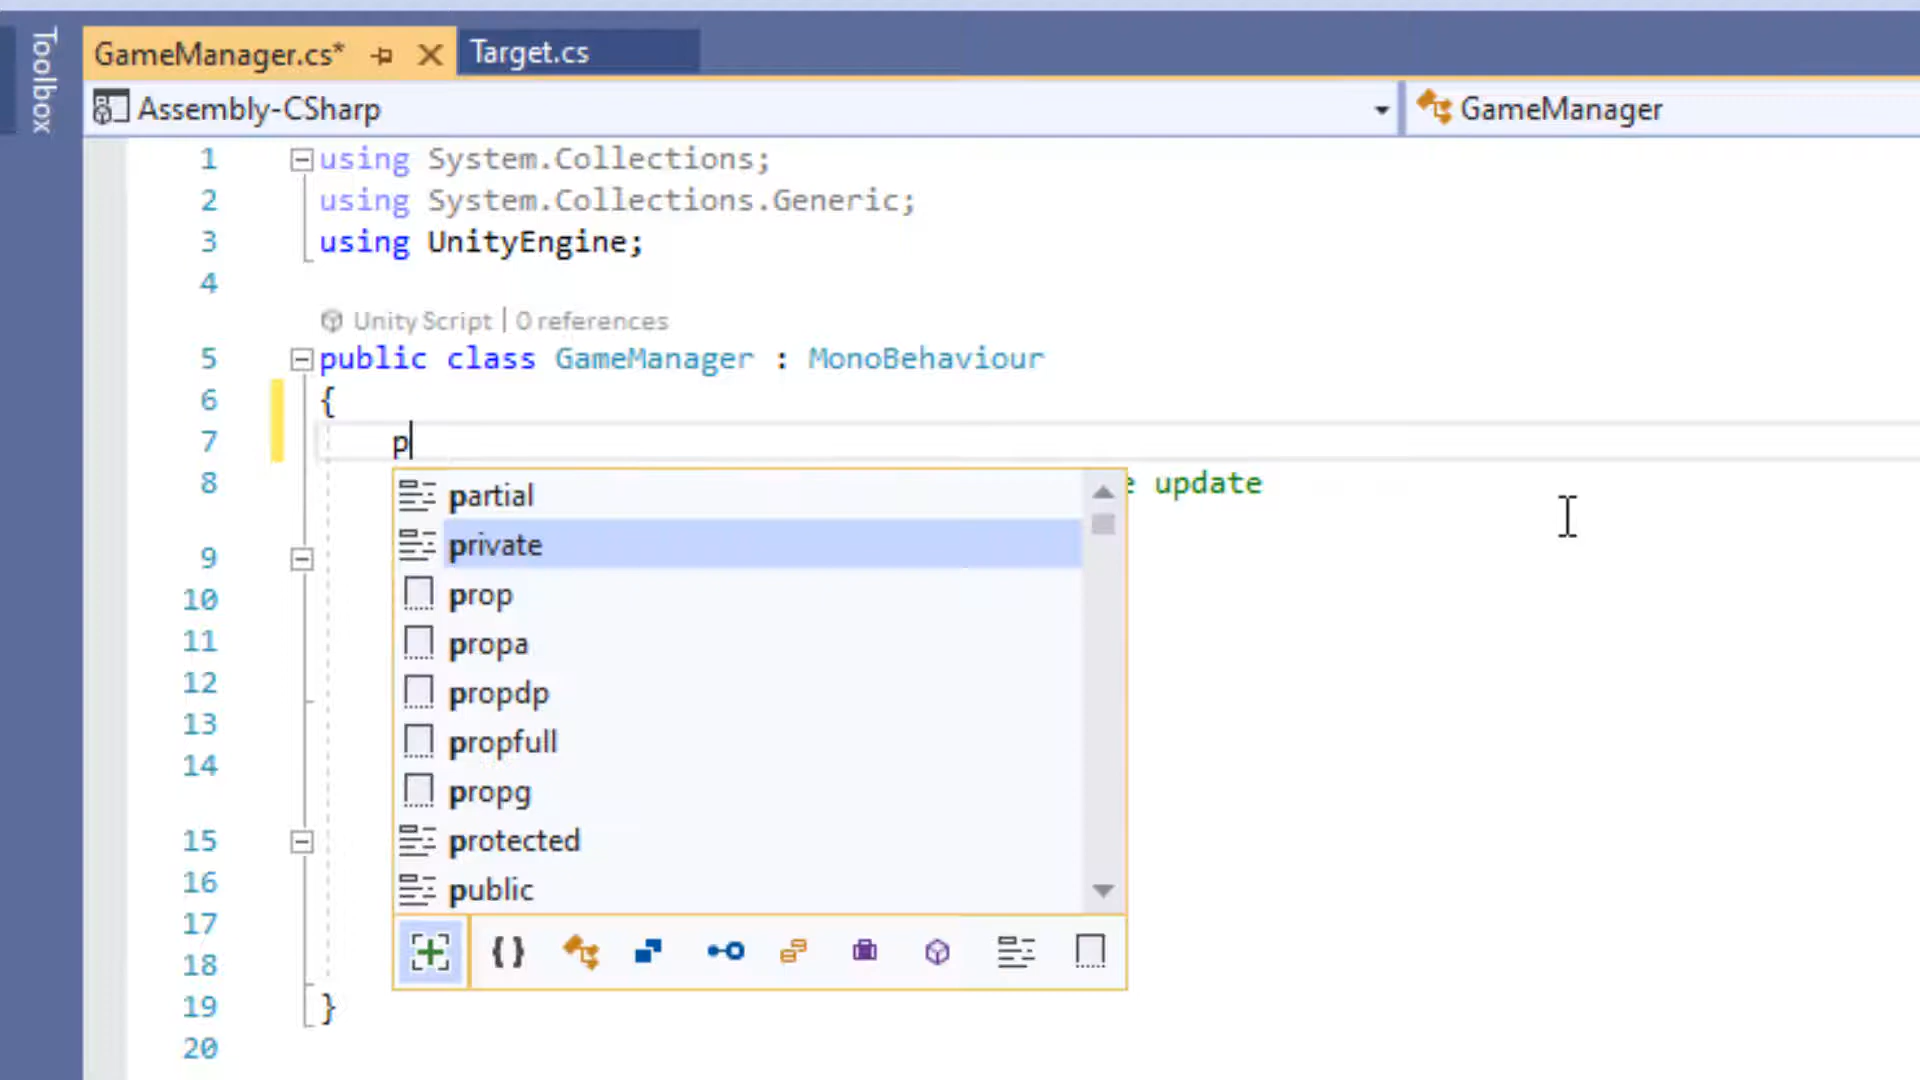 Toolbox
GameManager.cs*
Target.cs
Assembly-CSharp
GameManager
1 using System.Collections;
2 using System.Collections.Generic;
3 using UnityEngine;
4
Unity Script | 0 references
5 public class GameManager : MonoBehaviour
6 {
7 p
8 e update
partial
private
9
prop
10
propa
11
propdp
12
propfull
13
propg
14
protected
15
public
16
17
{ }
18
19 }
20